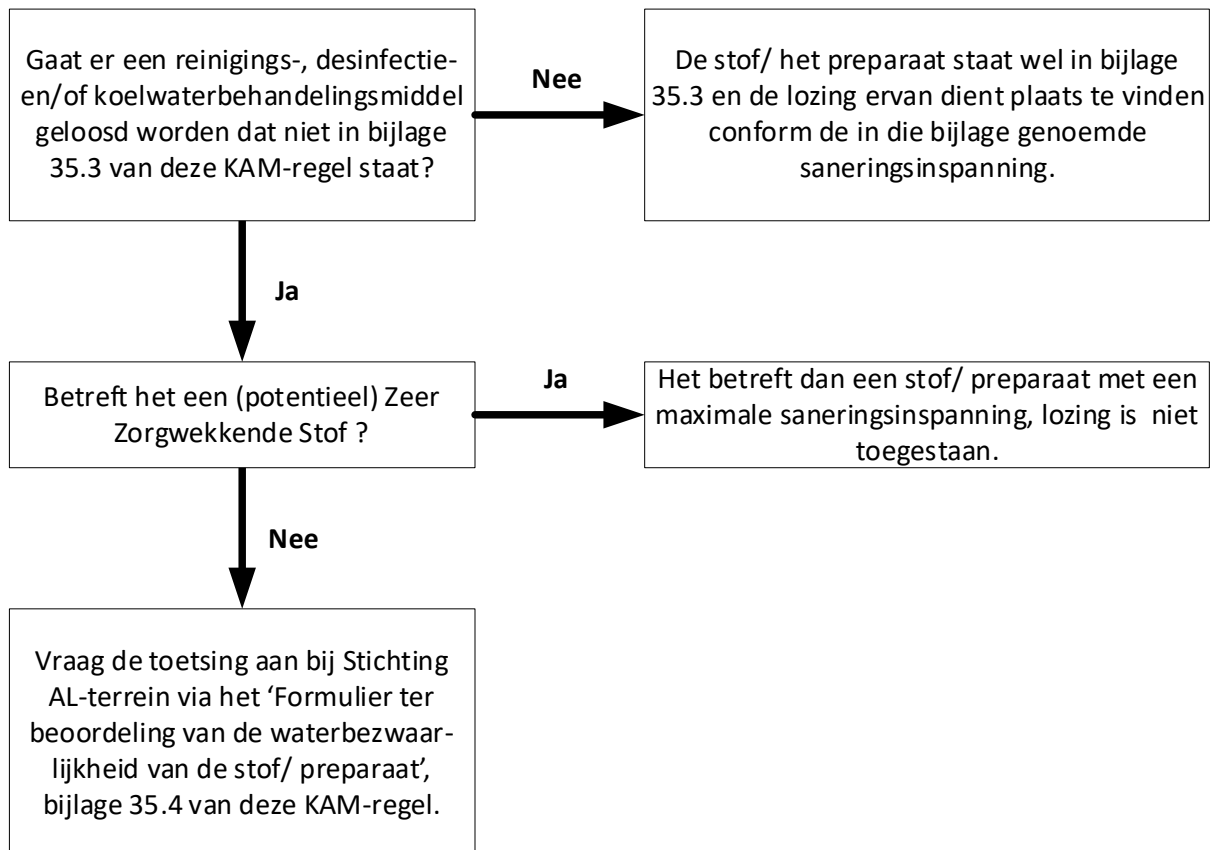 Gaat er een reinigings-, desinfectie-
en/of koelwaterbehandelingsmiddel
geloosd worden dat niet in bijlage
35.3 van deze KAM-regel staat?
Nee
De stof/ het preparaat staat wel in bijlage
35.3 en de lozing ervan dient plaats te vinden
conform de in die bijlage genoemde
saneringsinspanning.
Ja
Betreft het een (potentieel) Zeer
Zorgwekkende Stof ?
Ja
Het betreft dan een stof/ preparaat met een
maximale saneringsinspanning, lozing is  niet
toegestaan.
Nee
Vraag de toetsing aan bij Stichting
AL-terrein via het ‘Formulier ter
beoordeling van de waterbezwaar-
lijkheid van de stof/ preparaat’,
bijlage 35.4 van deze KAM-regel.